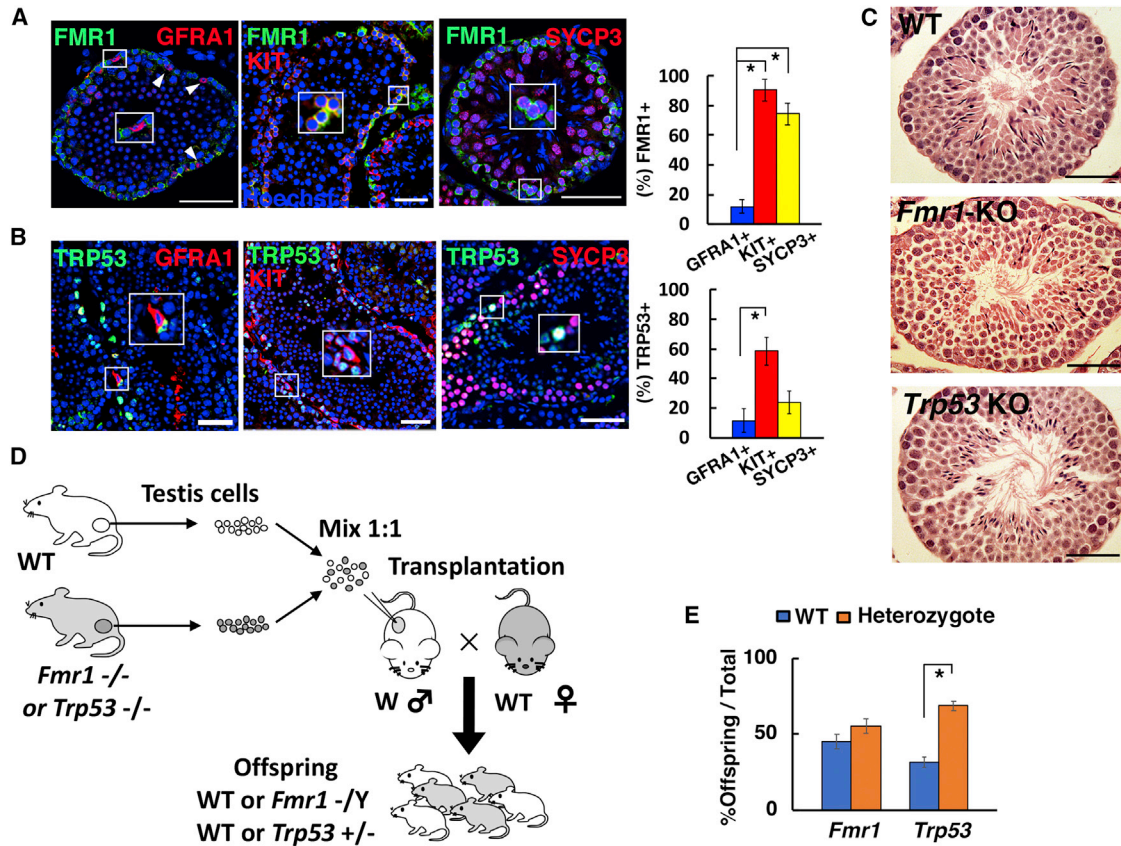 A
FMR1 GFRA1
FMR1
KIT
Hoechst
FMR1 SYCP3
(%) FMR1+
100
80
60
40
20
0
GFRA1+
KIT+
SYCP3+
*
*
B
TRP53 GFRA1
TRP53
KIT
TRP53 SYCP3
(%) TRP53+
100
80
60
40
20
0
GFRA1+
KIT+
SYCP3+
*
C
WT
Fmr1-KO
Trp53 KO
D
Testis cells
WT
Mix 1:1
Transplantation
Fmr1 -/-
or Trp53 -/-
W ♂ × WT ♀
Offspring
WT or Fmr1 -/Y
WT or Trp53 +/-
E
WT Heterozygote
%Offspring / Total
100
50
0
*
Fmr1 Trp53